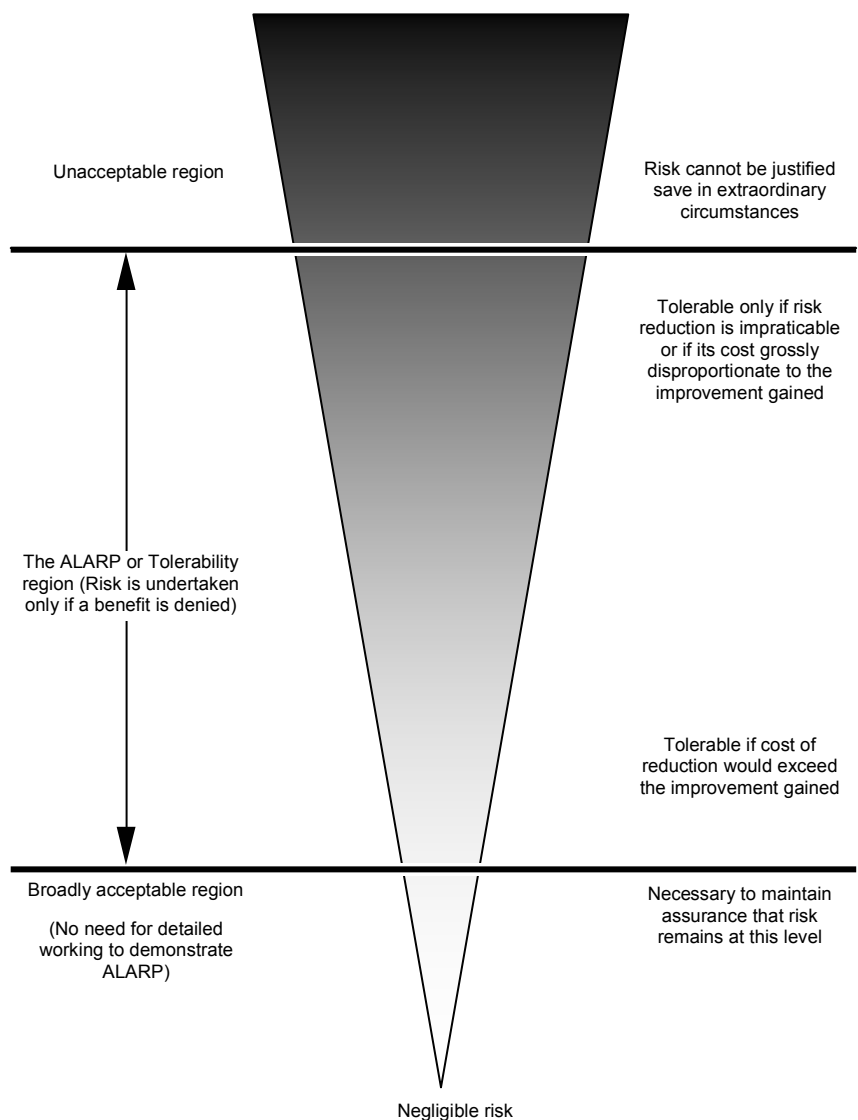 Unacceptable region
Risk cannot be justified
save in extraordinary
circumstances
Tolerable only if risk
reduction is impraticable
or if its cost grossly
disproportionate to the
improvement gained
The ALARP or Tolerability
region (Risk is undertaken
only if a benefit is denied)
Tolerable if cost of
reduction would exceed
the improvement gained
Broadly acceptable region
(No need for detailed
working to demonstrate
ALARP)
Necessary to maintain
assurance that risk
remains at this level
Negligible risk